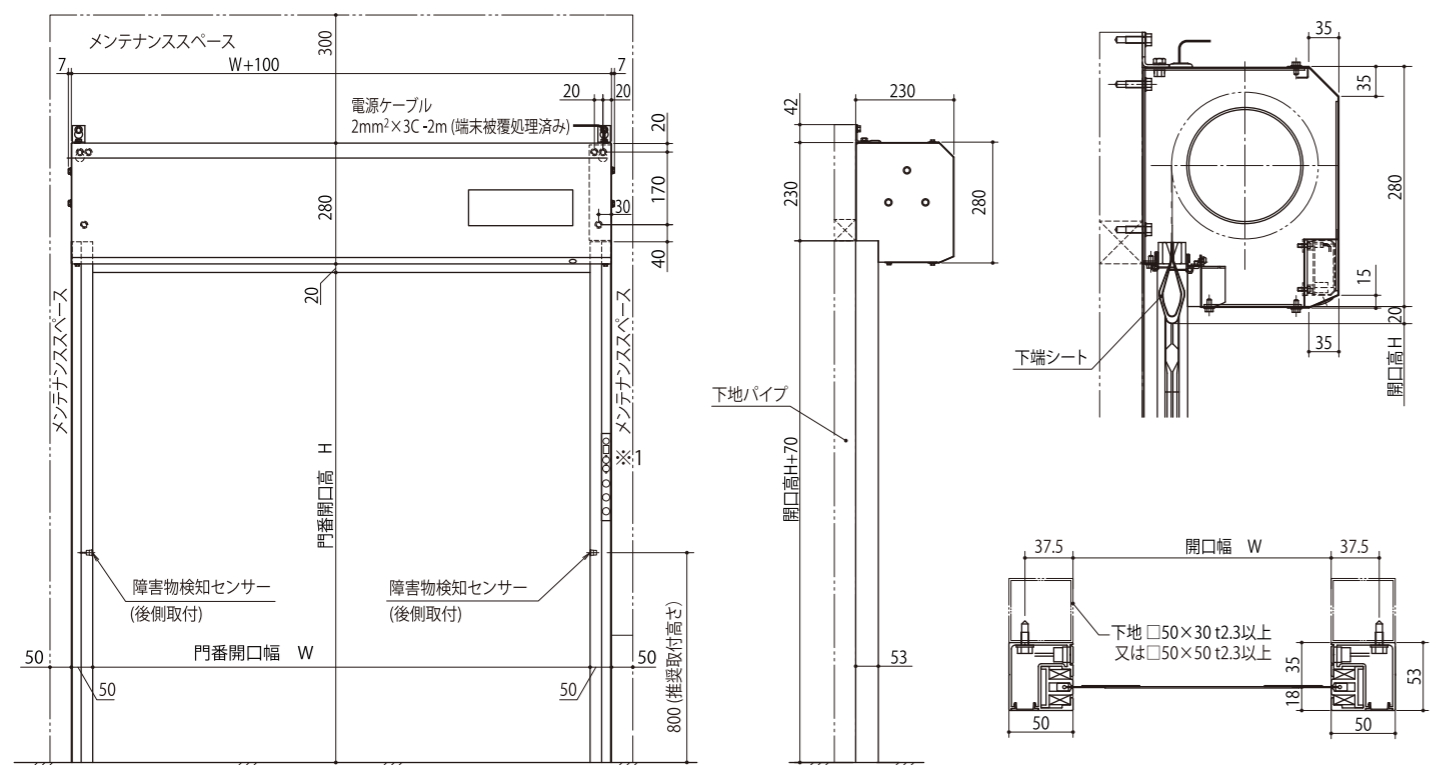 メンテナンススペース
300
7
W+100
7
電源ケーブル
2mm²×3C -2m (端末被覆処理済み)
20
20
20
170
280
30
40
20
メンテナンススペース
メンテナンススペース
※1
門番開口高 H
障害物検知センサー
(後側取付)
障害物検知センサー
(後側取付)
800 (推奨取付高さ)
50
門番開口幅 W
50
50
50
42
230
230
280
下地パイプ
開口高H+70
53
35
35
280
15
20
35
下端シート
開口高 H
37.5
開口幅 W
37.5
下地 □50×30 t2.3以上
又は□50×50 t2.3以上
35
18
53
50
50